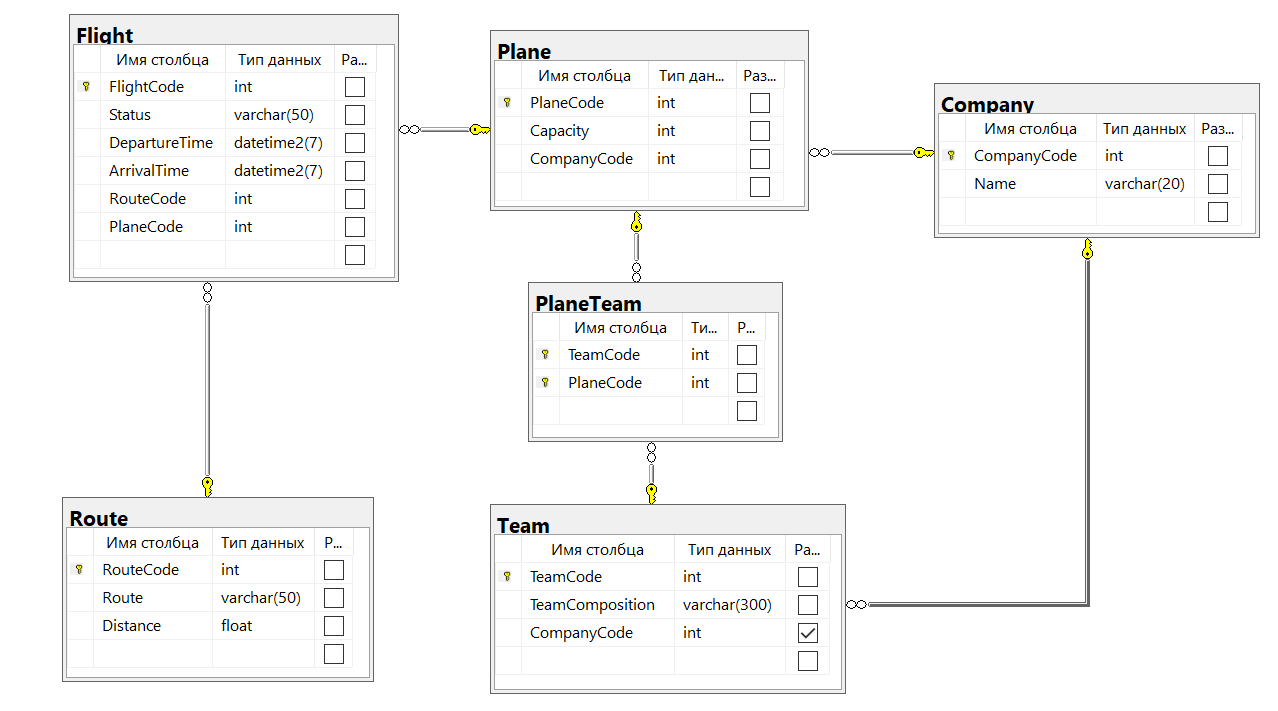 Flight
Имя столбца Тип данных Ра...
FlightCode int
Status varchar(50)
DepartureTime datetime2(7)
ArrivalTime datetime2(7)
RouteCode int
PlaneCode int
Plane
Имя столбца Тип дан... Раз...
PlaneCode int
Capacity int
CompanyCode int
Company
Имя столбца Тип данных Раз...
CompanyCode int
Name varchar(20)
PlaneTeam
Имя столбца Ти... Р...
TeamCode int
PlaneCode int
Route
Имя столбца Тип данных Р...
RouteCode int
Route varchar(50)
Distance float
Team
Имя столбца Тип данных Ра...
TeamCode int
TeamComposition varchar(300)
CompanyCode int